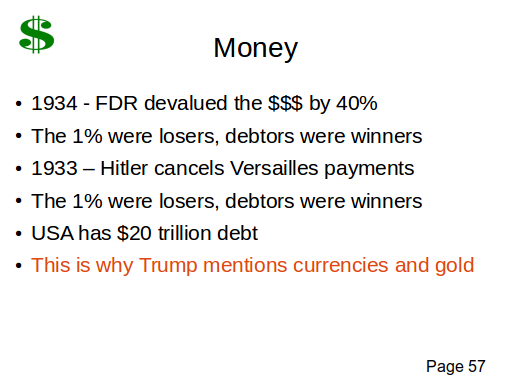 $
Money
• 1934 - FDR devalued the $$$ by 40%
• The 1% were losers, debtors were winners
• 1933 – Hitler cancels Versailles payments
• The 1% were losers, debtors were winners
• USA has $20 trillion debt
• This is why Trump mentions currencies and gold
Page 57